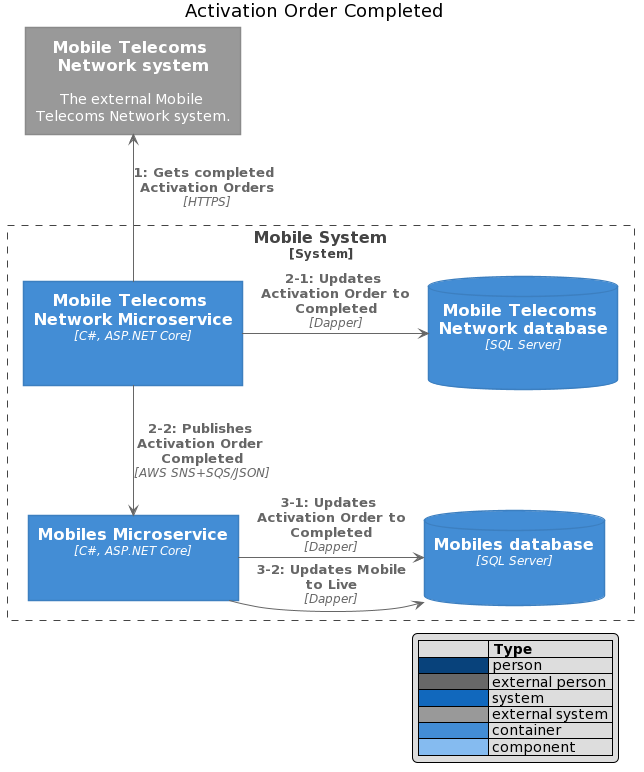 Activation Order Completed
Mobile Telecoms
Network system
The external Mobile
Telecoms Network system.
1: Gets completed
Activation Orders
[HTTPS]
Mobile System
[System]
Mobile Telecoms
Network Microservice
[C#, ASP.NET Core]
2-1: Updates
Activation Order to
Completed
[Dapper]
Mobile Telecoms
Network database
[SQL Server]
2-2: Publishes
Activation Order
Completed
[AWS SNS+SQS/JSON]
Mobiles Microservice
[C#, ASP.NET Core]
3-1: Updates
Activation Order to
Completed
[Dapper]
3-2: Updates Mobile
to Live
[Dapper]
Mobiles database
[SQL Server]
Type
person
external person
system
external system
container
component